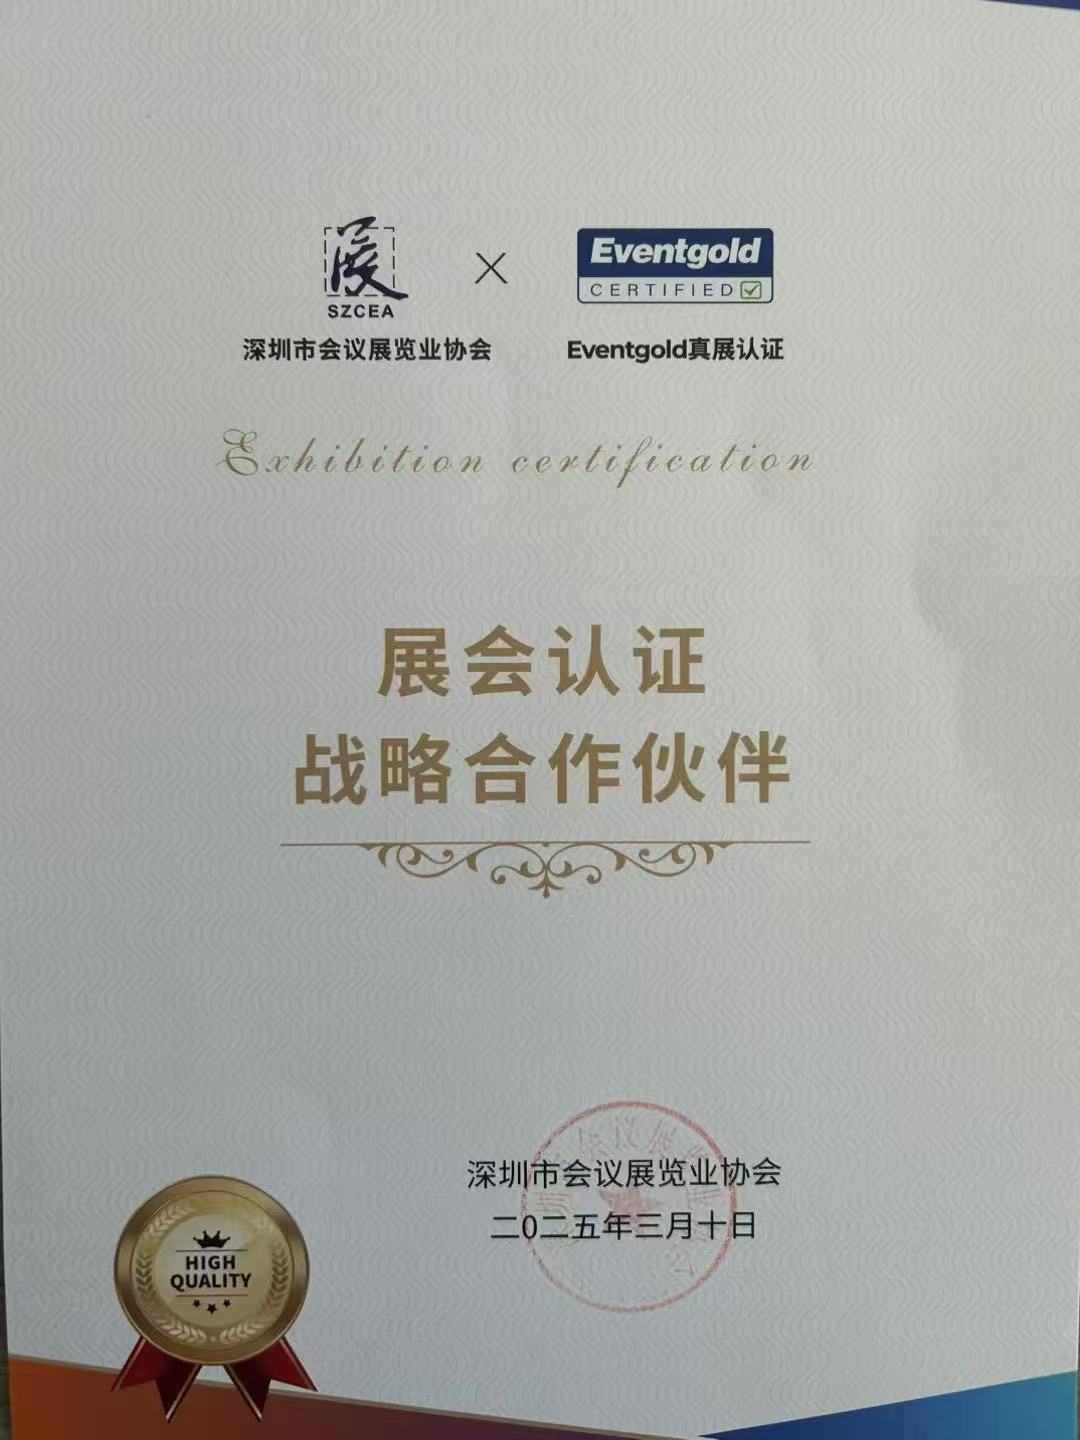 展
SZCEA
深圳市会议展览业协会
×
Eventgold
CERTIFIED
Eventgold真展认证
Exhibition certification
展会认证
战略合作伙伴
深圳市会议展览业协会
二0二五年三月十日
HIGH
QUALITY